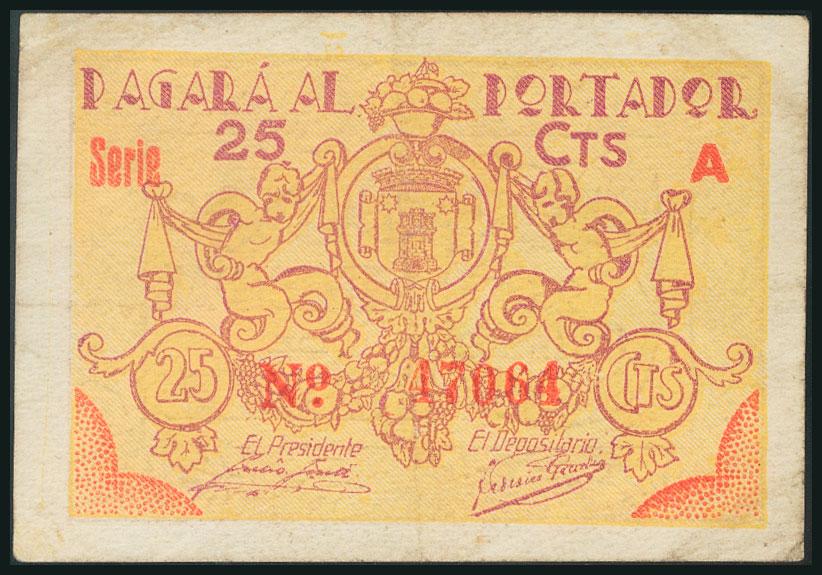 PAGARÁ AL PORTADOR
25 CTS
Serie A
25 CTS
Nº 17064
El Presidente El Depositario